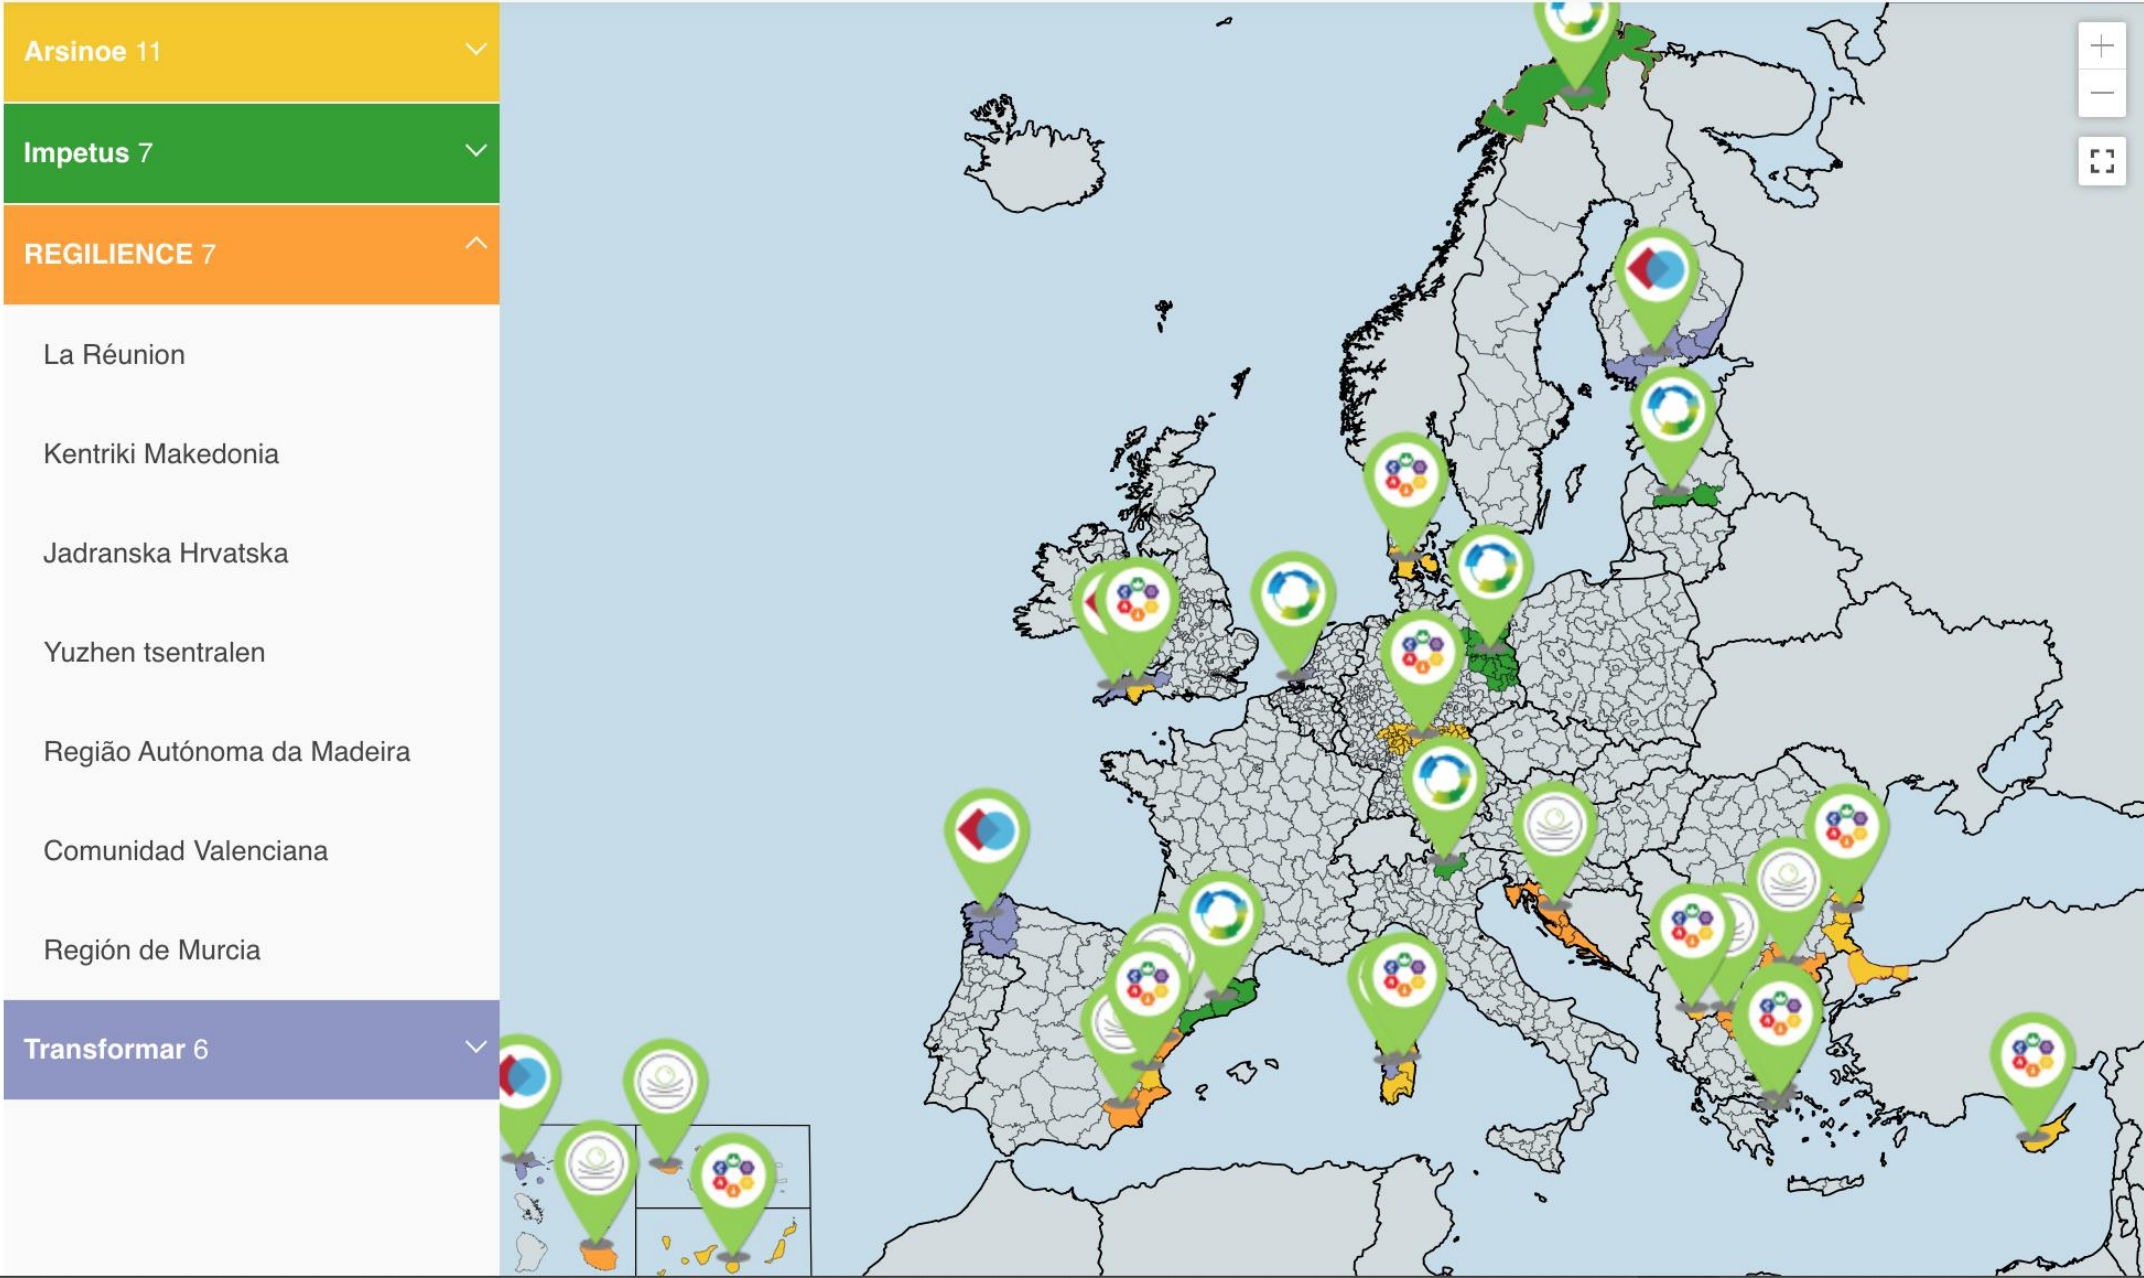 Arsinoe 11
Impetus 7
REGILIENCE 7
La Réunion
Kentriki Makedonia
Jadranska Hrvatska
Yuzhen tsentralen
Região Autónoma da Madeira
Comunidad Valenciana
Región de Murcia
Transformar 6